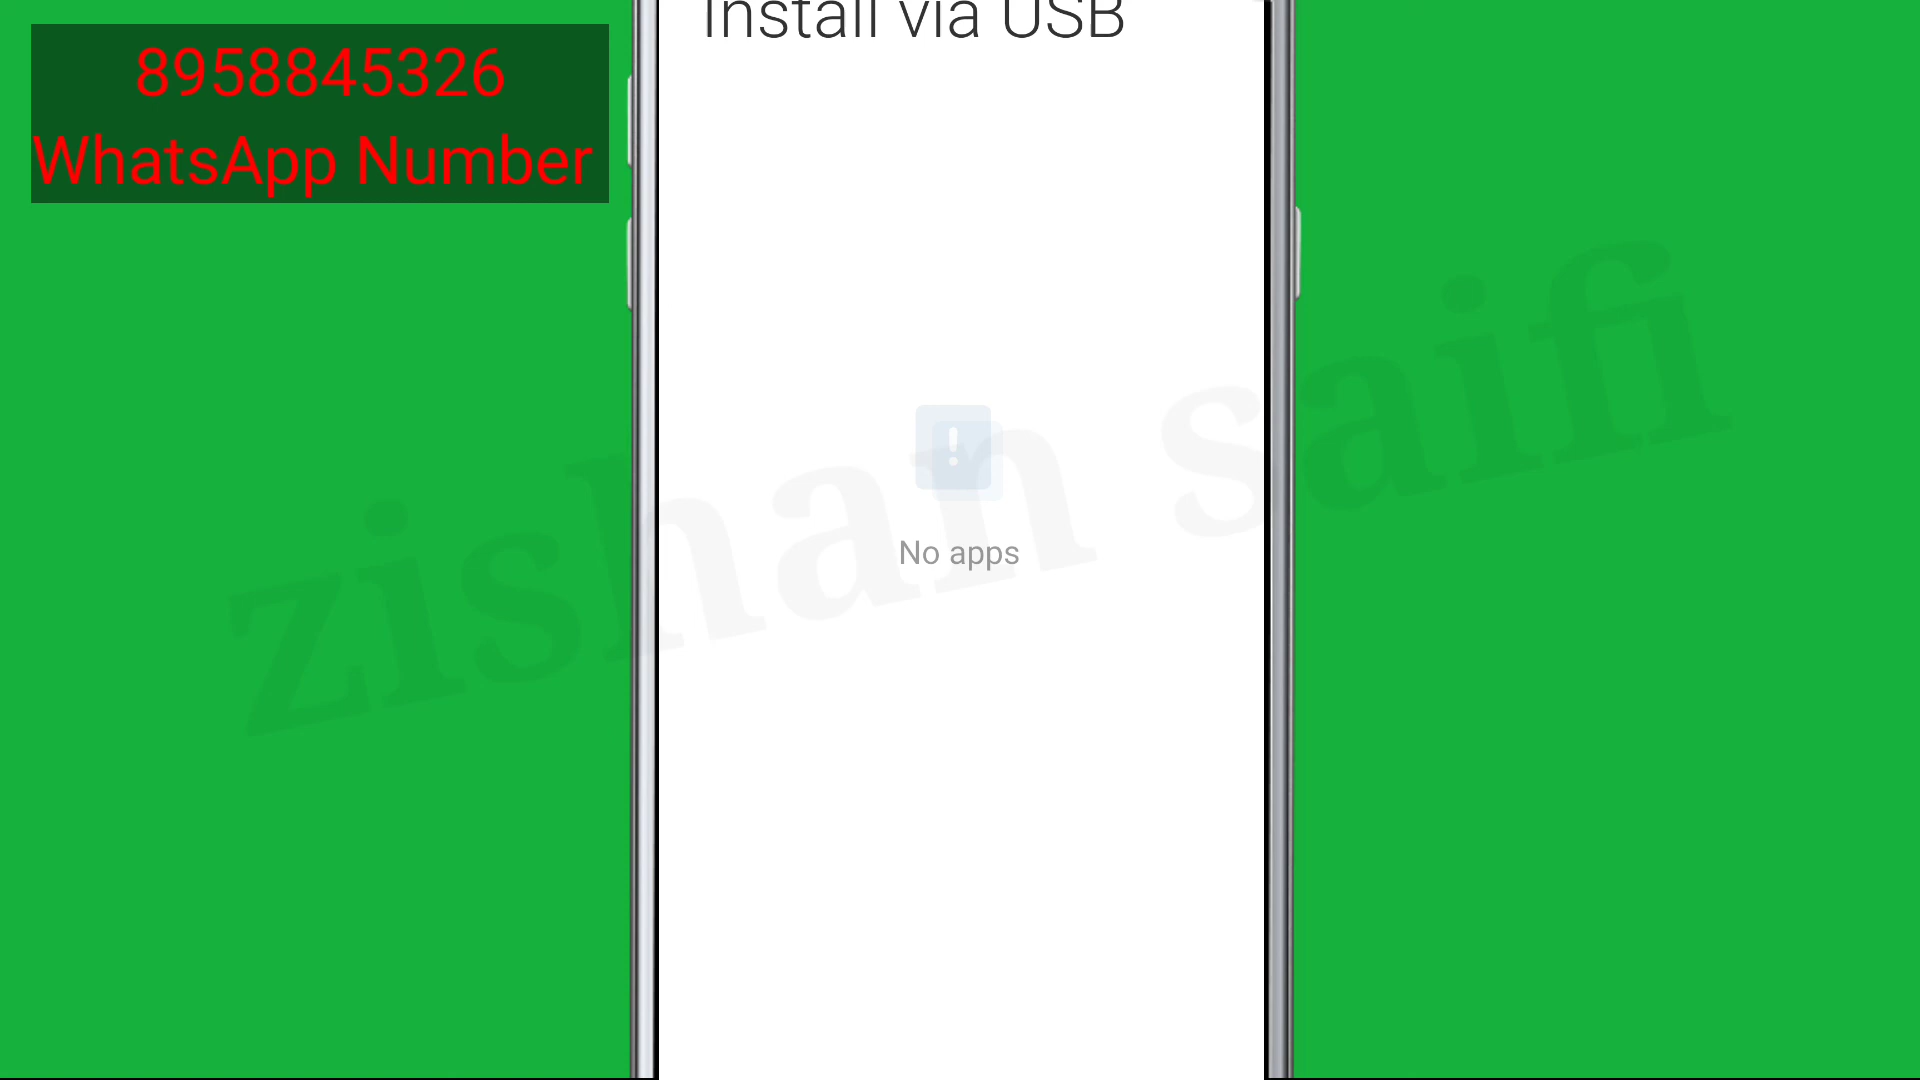 Install via USB
8958845326
WhatsApp Number
zishan saifi
No apps